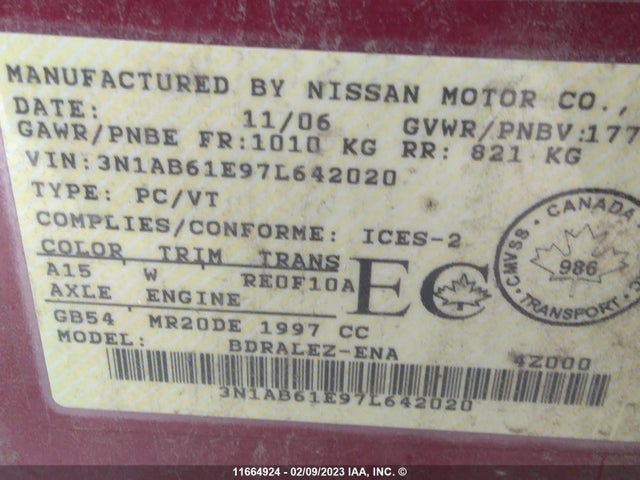 MANUFACTURED BY NISSAN MOTOR CO.,
DATE: 11/06 GVWR/PNBV:177
GAWR/PNBE FR:1010 KG RR: 821 KG
VIN:3N1AB61E97L642020
TYPE: PC/VT
COMPLIES/CONFORME: ICES-2
COLOR TRIM TRANS
A15 W RE0F10A
AXLE ENGINE
GB54 MR20DE 1997 CC
MODEL: BDRALEZ-ENA 4Z000
3N1AB61E97L642020
EC
CANADA
CMVSS
986
TRANSPORT
11664924 - 02/09/2023 IAA, INC. ©